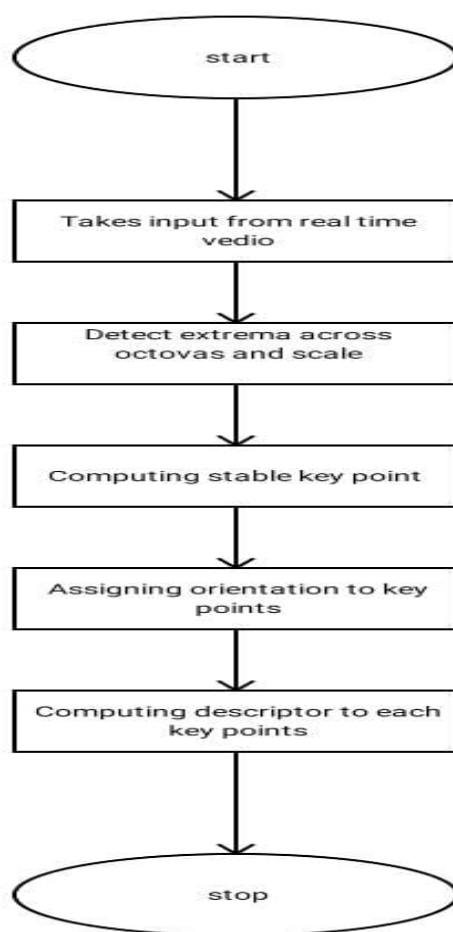 start
Takes input from real time
vedio
Detect extrema across
octovas and scale
Computing stable key point
Assigning orientation to key
points
Computing descriptor to each
key points
stop